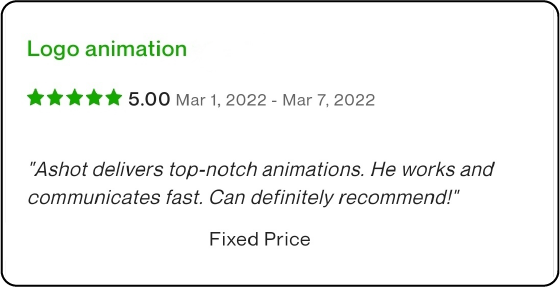 Logo animation
5.00 Mar 1, 2022 - Mar 7, 2022
"Ashot delivers top-notch animations. He works and
communicates fast. Can definitely recommend!"
Fixed Price